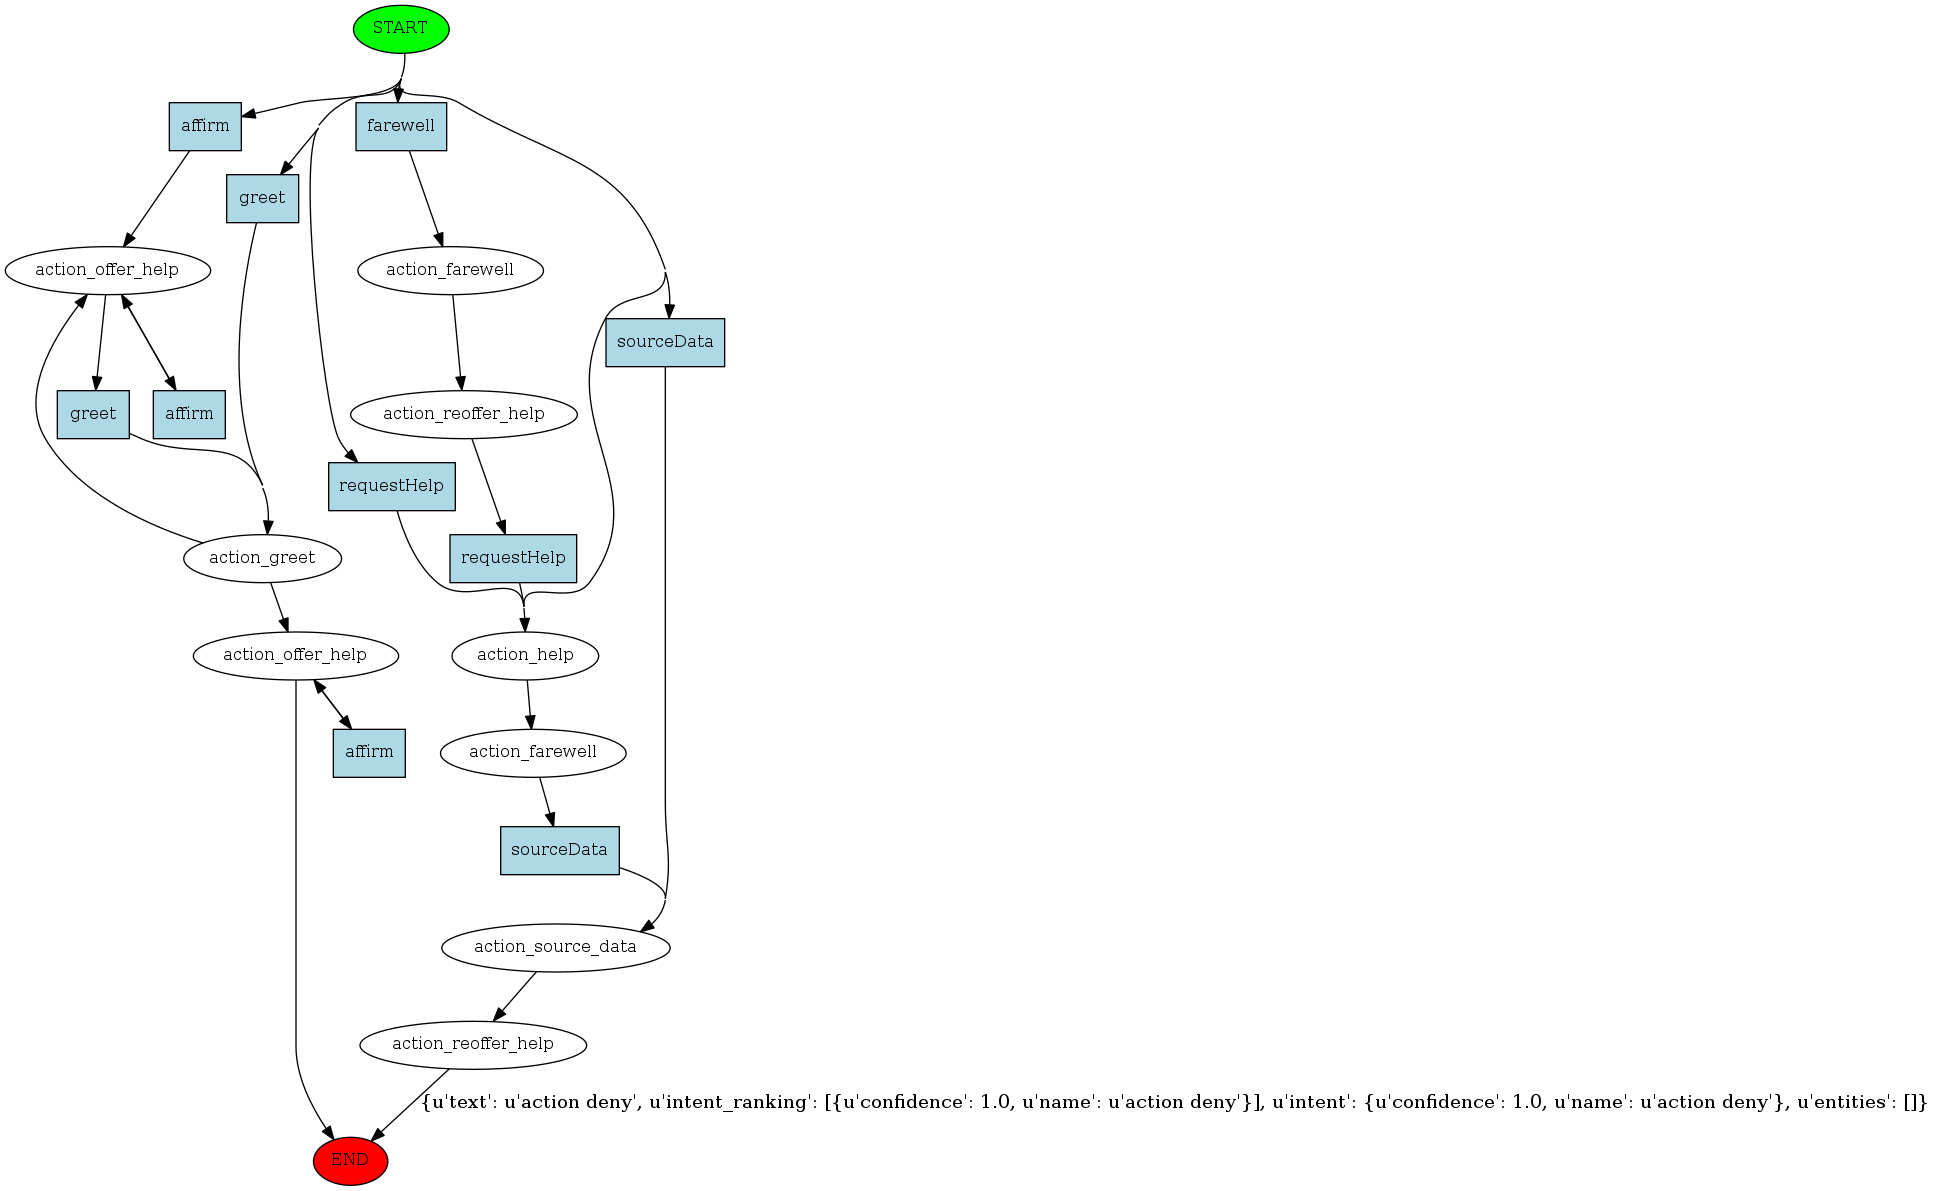 START
affirm
farewell
greet
action_offer_help
action_farewell
sourceData
greet
affirm
action_reoffer_help
requestHelp
action_greet
requestHelp
action_offer_help
action_help
affirm
action_farewell
sourceData
action_source_data
action_reoffer_help
{u'text': u'action deny', u'intent_ranking': [{u'confidence': 1.0, u'name': u'action deny'}], u'intent': {u'confidence': 1.0, u'name': u'action deny'}, u'entities': []}
END